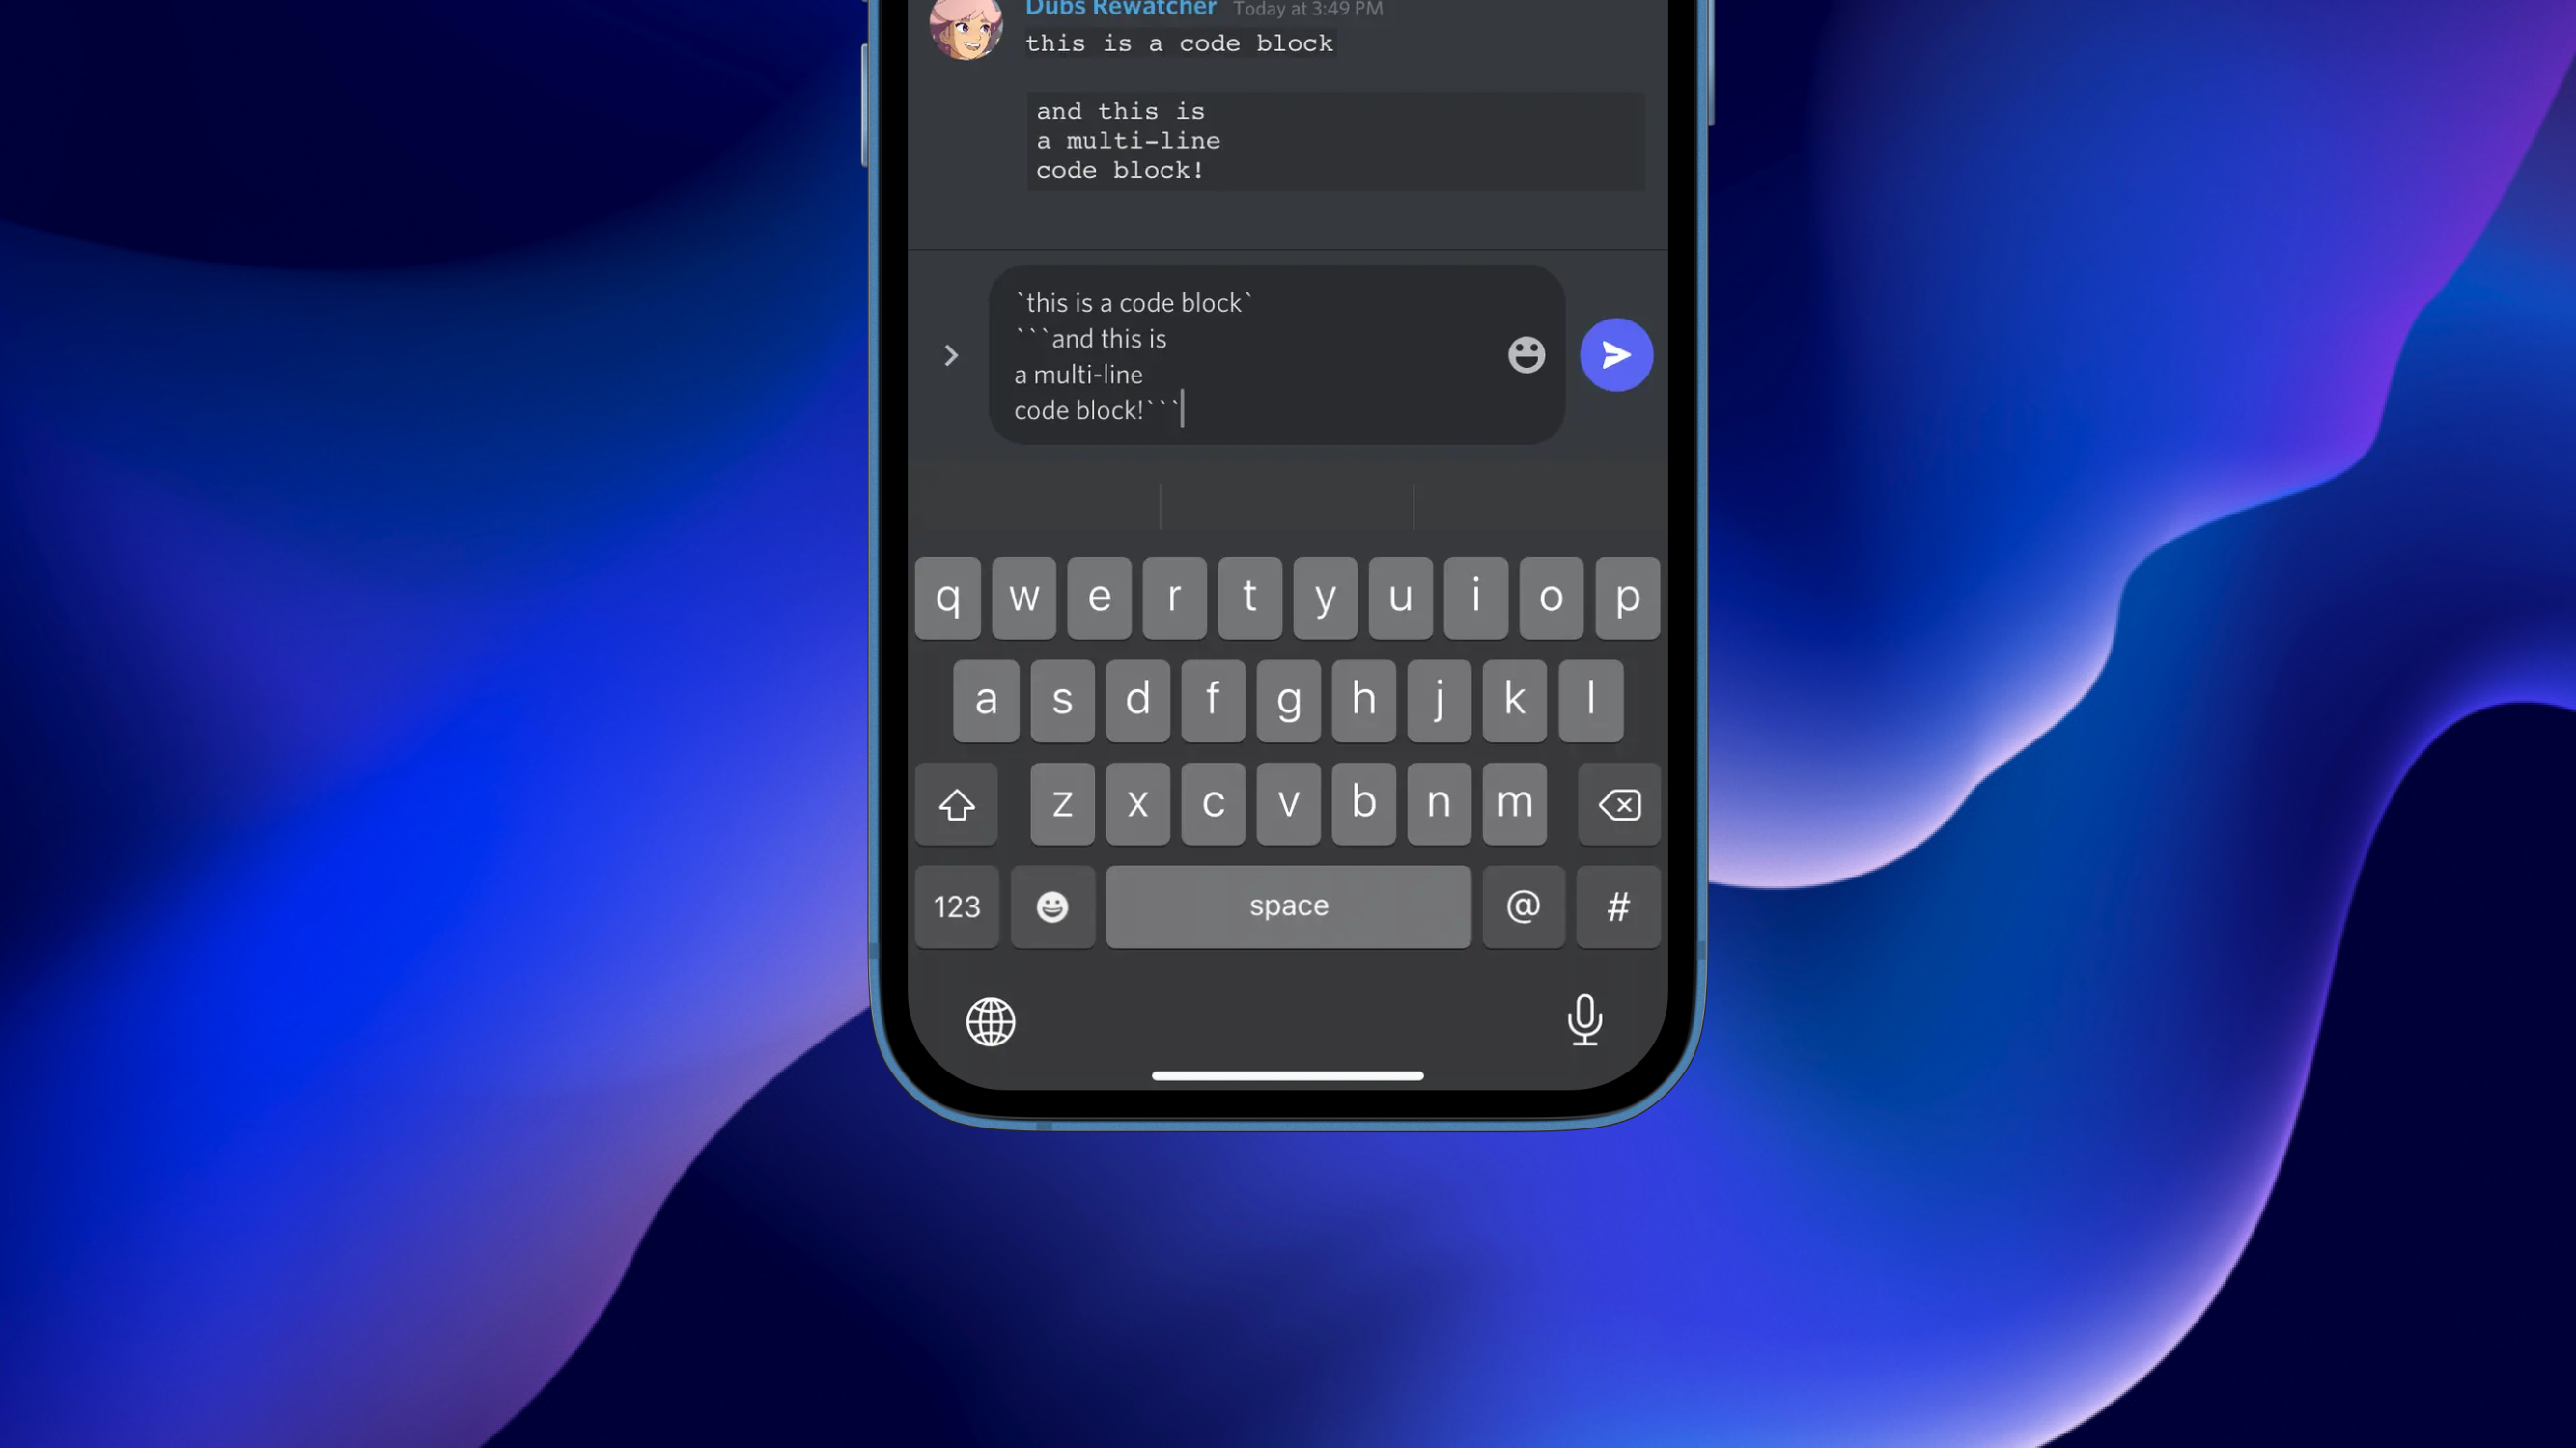 Dubs Rewatcher Today at 3:49 PM
this is a code block
and this is
a multi-line
code block!
`this is a code block`
```and this is
a multi-line
code block!```
q w e r t y u i o p
a s d f g h j k l
z x c v b n m
123 space @ #